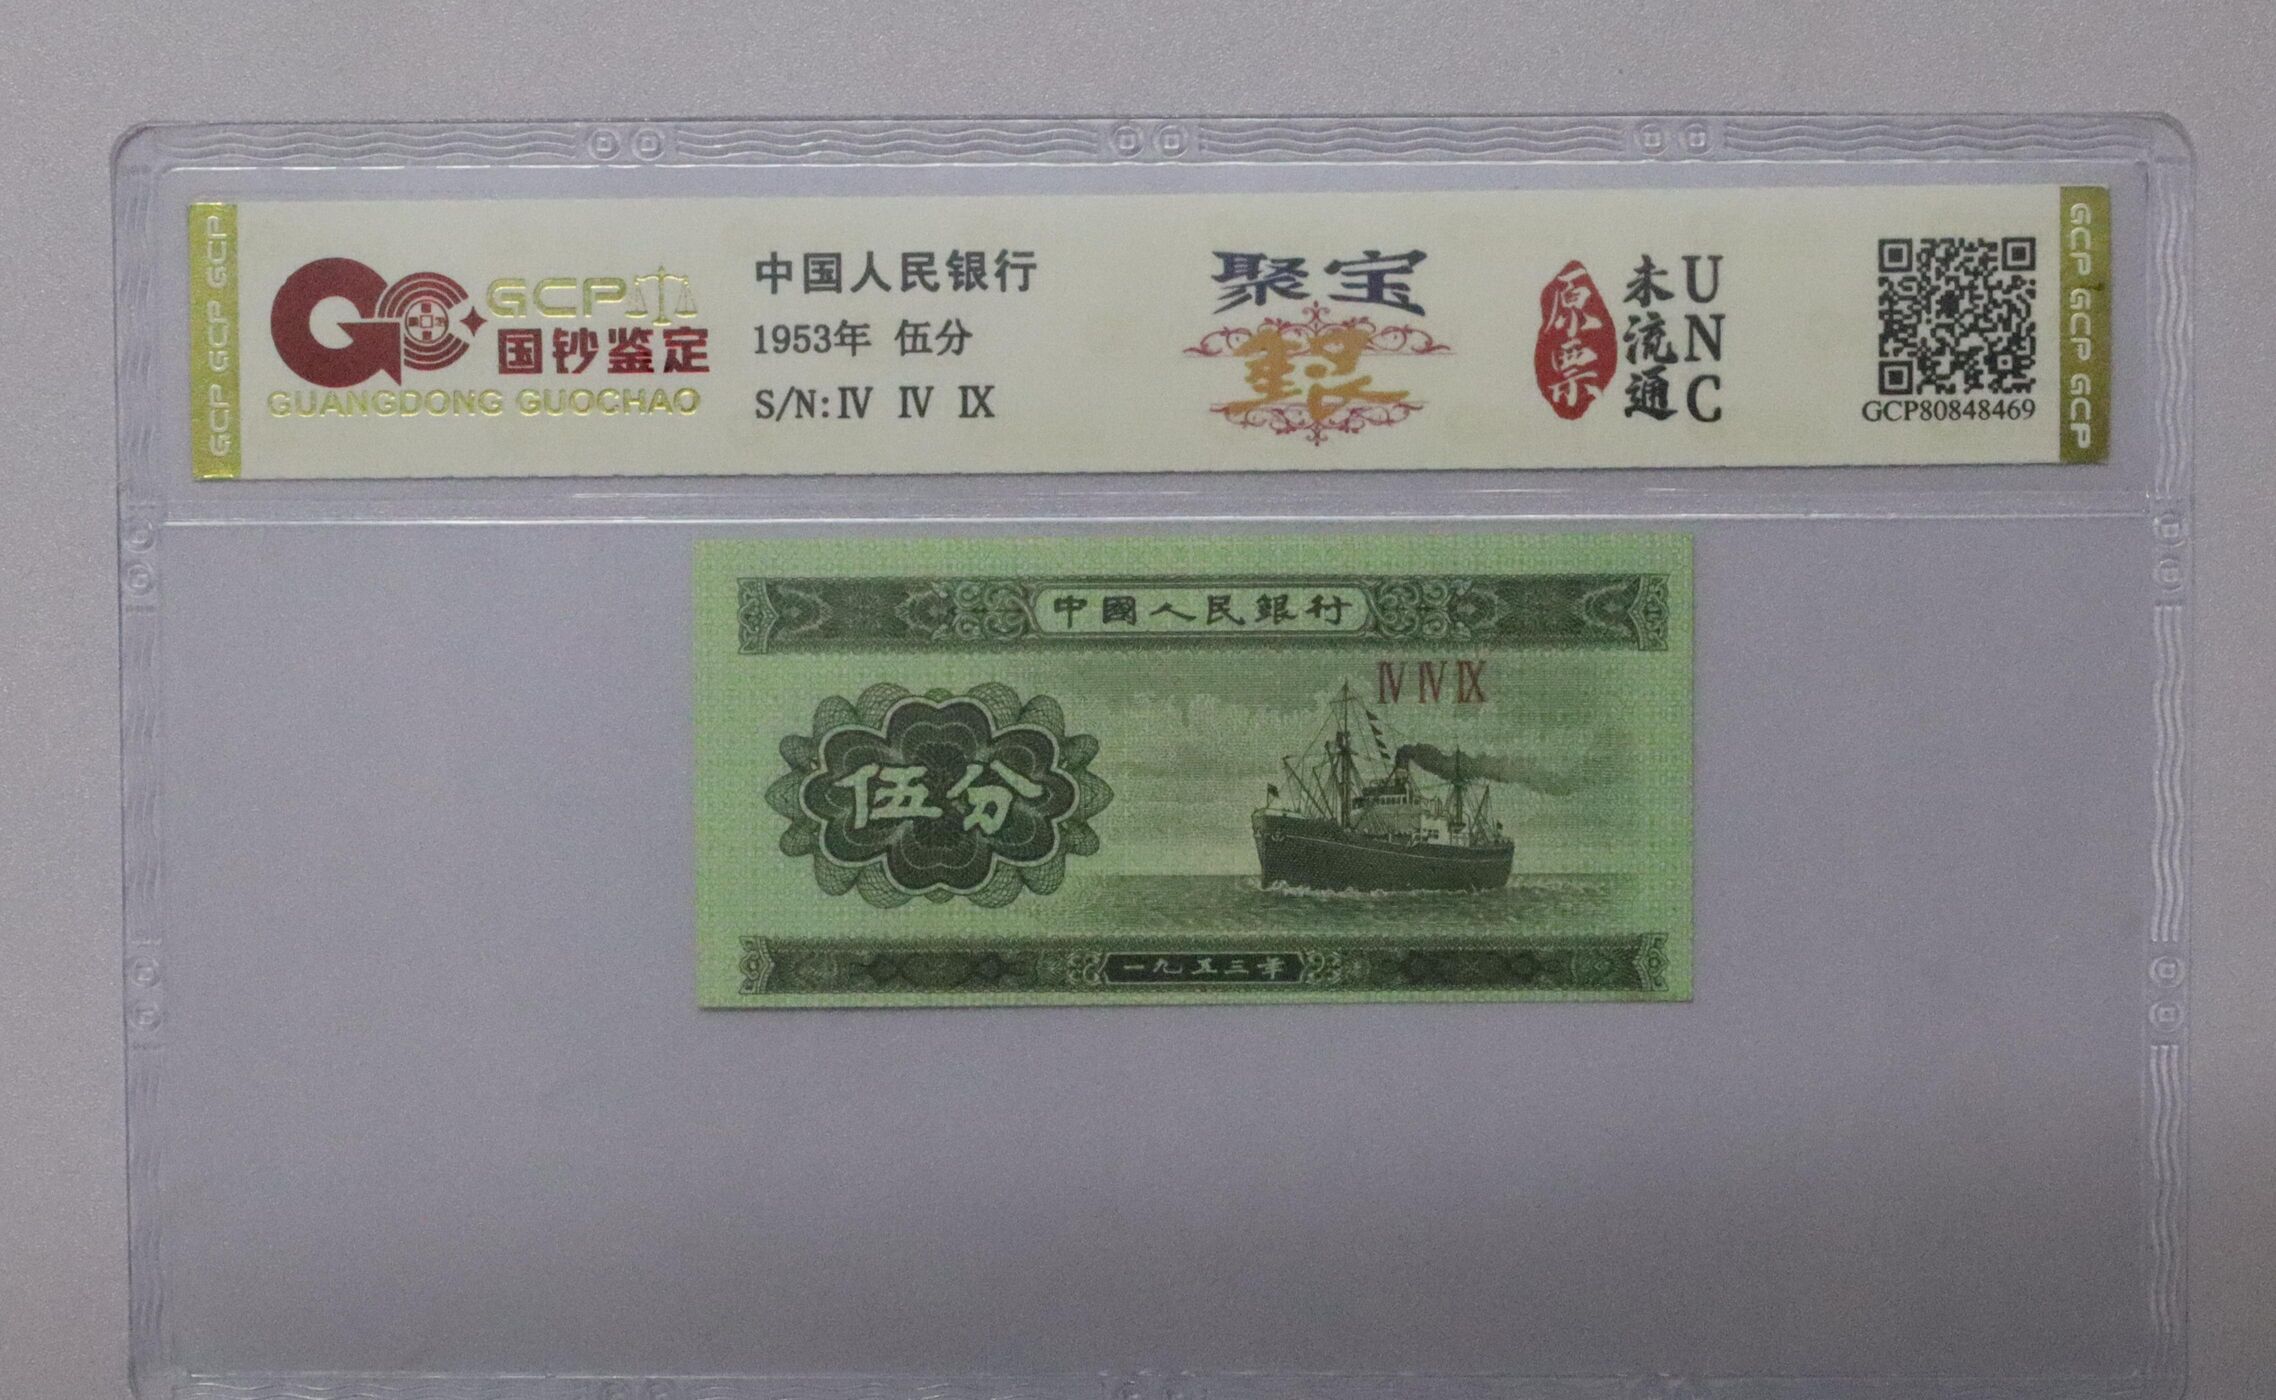 GCP GCP GCP
GCP
国钞鉴定
GUANGDONG GUOCHAO
中国人民银行
1953年 伍分
S/N:Ⅳ Ⅳ Ⅸ
聚宝
原票
未流通
UNC
GCP80848469
GCP GCP GCP
中國人民銀行
Ⅳ Ⅳ Ⅸ
伍分
一九五三年